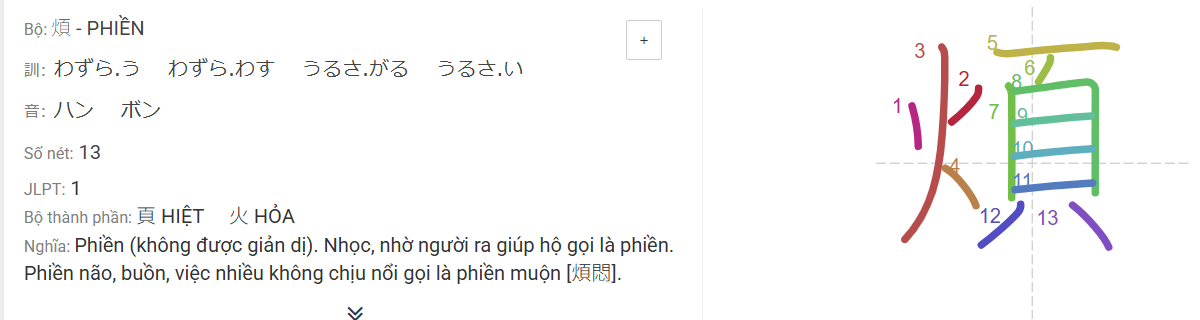 Bộ: 煩 - PHIỀN
+
訓: わずら.う わずら.わす うるさ.がる うるさ.い
音: ハン ボン
Số nét: 13
JLPT: 1
Bộ thành phần: 頁 HIỆT 火 HỎA
Nghĩa: Phiền (không được giản dị). Nhọc, nhờ người ra giúp hộ gọi là phiền.
Phiền não, buồn, việc nhiều không chịu nổi gọi là phiền muộn [煩悶].
煩
1
2
3
4
5
6
7
8
9
10
11
12
13